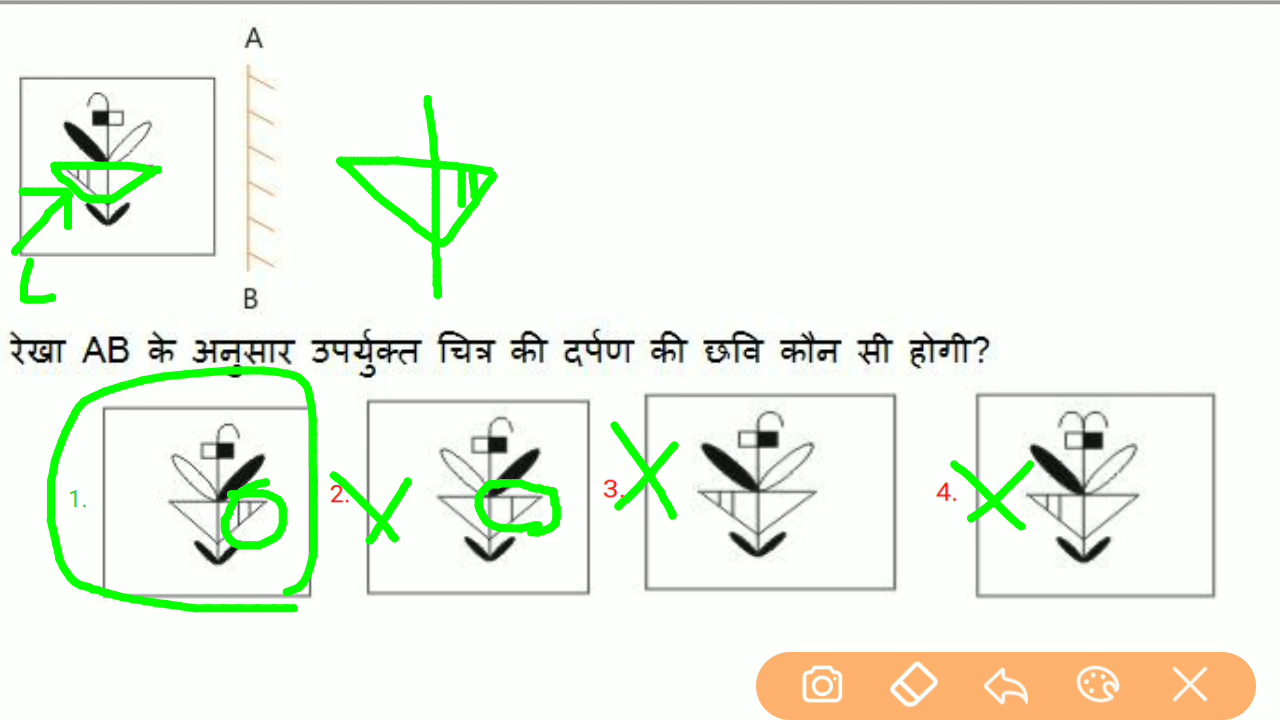 A
B
L
रेखा AB के अनुसार उपर्युक्त चित्र की दर्पण की छवि कौन सी होगी?
1.
2.
3.
4.